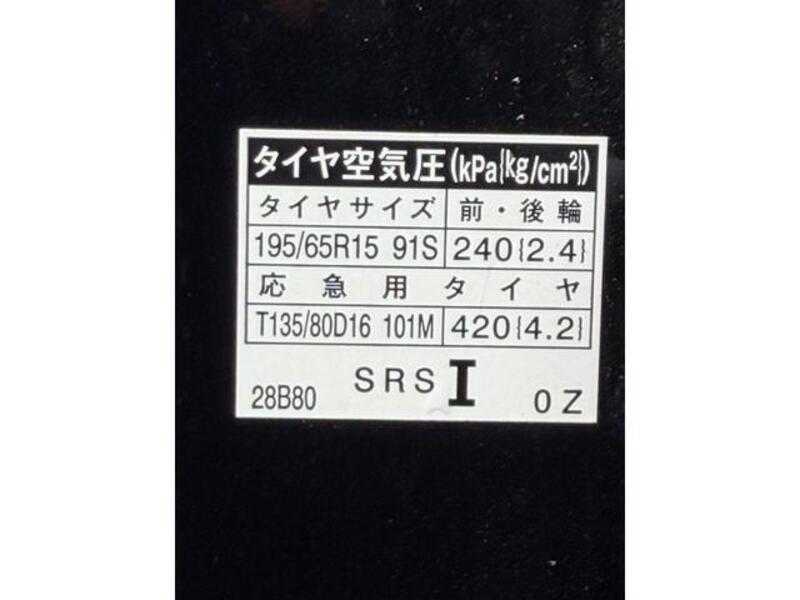 タイヤ空気圧(kPa{kg/cm²})
タイヤサイズ 前・後輪
195/65R15 91S 240{2.4}
応急用タイヤ
T135/80D16 101M 420{4.2}
28B80 SRS I 0Z